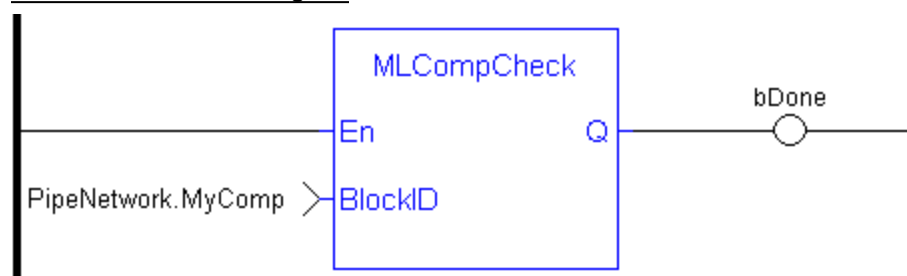 MLCompCheck
bDone
En
Q
PipeNetwork.MyComp
BlockID